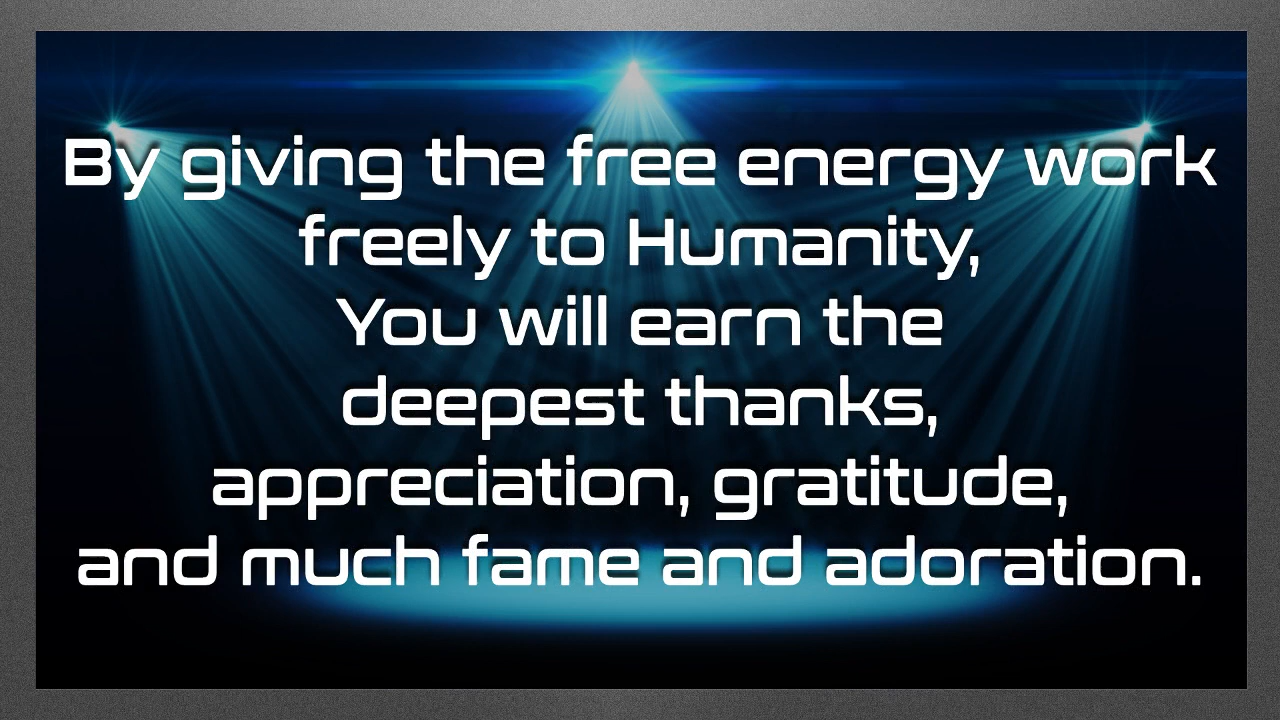 By giving the free energy work
freely to Humanity,
You will earn the
deepest thanks,
appreciation, gratitude,
and much fame and adoration.